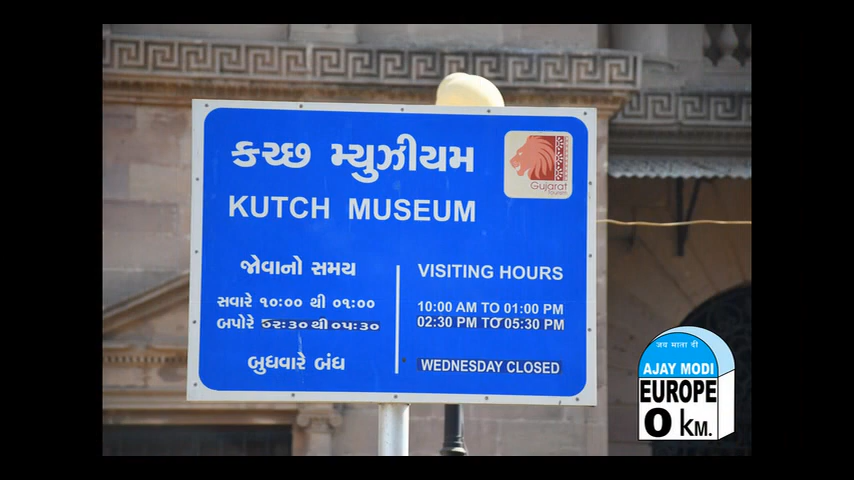 કચ્છ મ્યુઝીયમ
KUTCH MUSEUM
Gujarat
Tourism
જોવાનો સમય
સવારે ૧૦:૦૦ થી ૦૧:૦૦
બપોરે ૦૨:૩૦ થી ૦૫:૩૦
બુધવારે બંધ
VISITING HOURS
10:00 AM TO 01:00 PM
02:30 PM TO 05:30 PM
WEDNESDAY CLOSED
जय माता दी
AJAY MODI
EUROPE
0 KM.